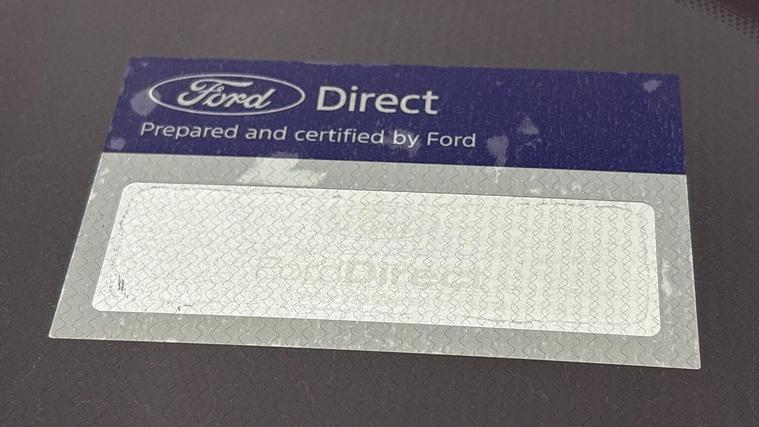 Ford Direct
Prepared and certified by Ford
FordDirect